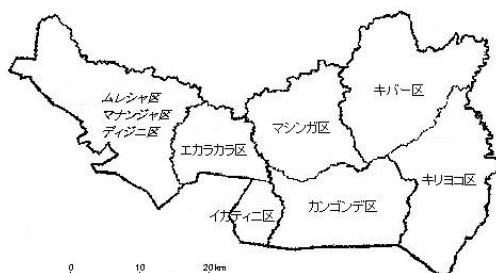 ムレシャ区
マナンジャ区
ディジニ区
エカラカラ区
マシンガ区
キバー区
イカティニ区
カンゴンデ区
キリヨコ区
0 10 20km